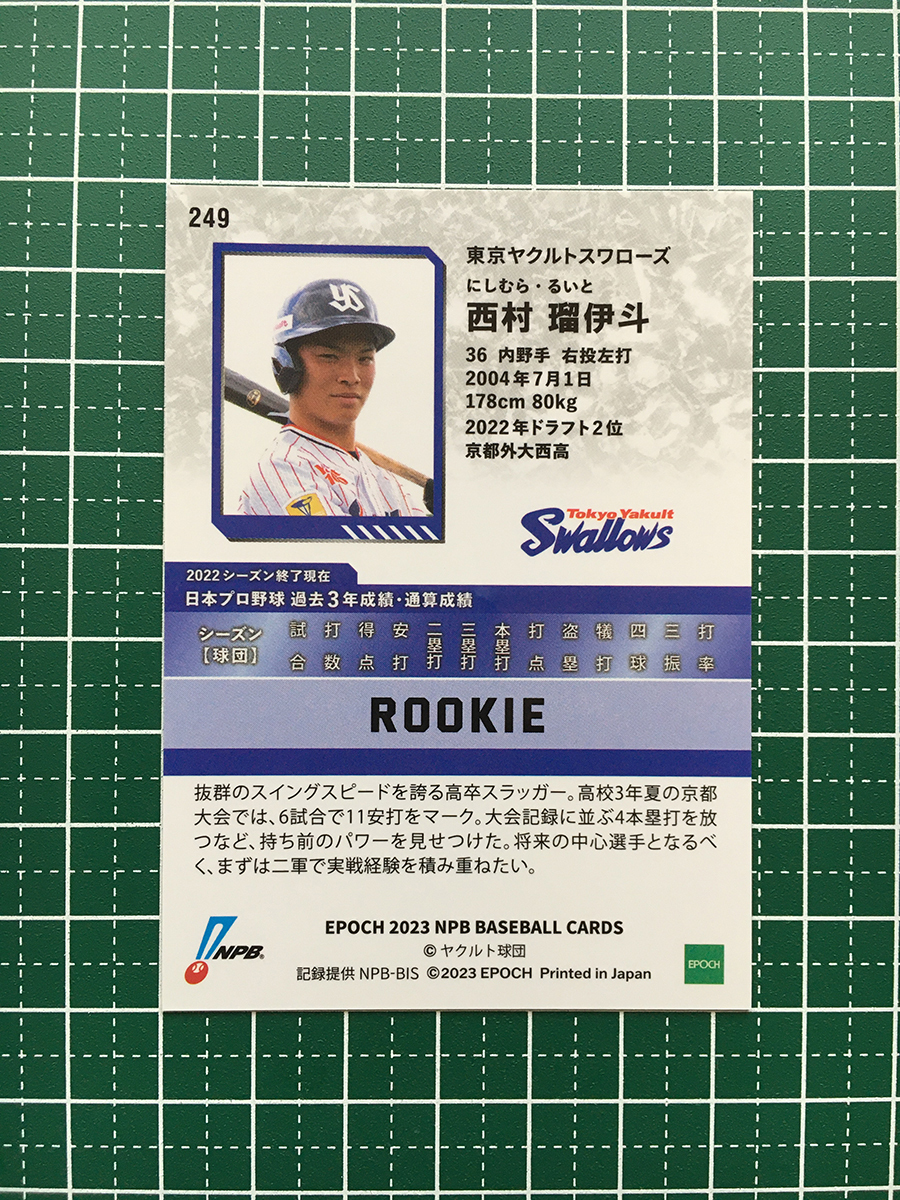 249
東京ヤクルトスワローズ
にしむら・るいと
西村 瑠伊斗
36 内野手 右投左打
2004年7月1日
178cm 80kg
2022年ドラフト2位
京都外大西高
YS
Tokyo Yakult
Swallows
2022シーズン終了現在
日本プロ野球 過去3年成績・通算成績
シーズン【球団】 試合 打数 得点 安打 二塁打 三塁打 本塁打 打点 盗塁 犠打 四球 三振 打率
ROOKIE
抜群のスイングスピードを誇る高卒スラッガー。高校3年夏の京都
大会では、6試合で11安打をマーク。大会記録に並ぶ4本塁打を放
つなど、持ち前のパワーを見せつけた。将来の中心選手となるべ
く、まずは二軍で実戦経験を積み重ねたい。
NPB®
EPOCH 2023 NPB BASEBALL CARDS
© ヤクルト球団
記録提供 NPB-BIS ©2023 EPOCH Printed in Japan
EPOCH